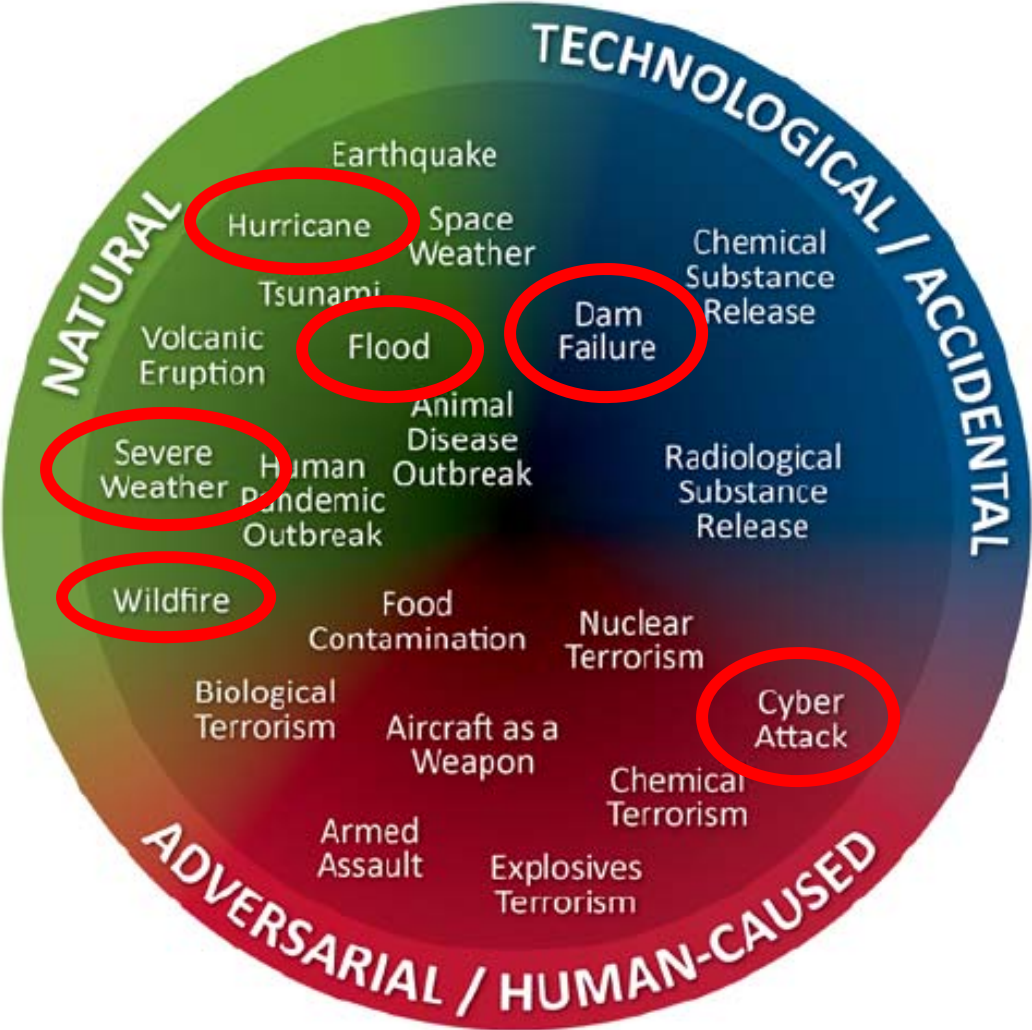 TECHNOLOGICAL / ACCIDENTAL
NATURAL
Earthquake
Hurricane
Space
Weather
Tsunami
Flood
Volcanic
Eruption
Animal
Disease
Outbreak
Severe
Weather
Human
Pandemic
Outbreak
Wildfire
Chemical
Substance
Release
Dam
Failure
Radiological
Substance
Release
Food
Contamination
Nuclear
Terrorism
Biological
Terrorism
Aircraft as a
Weapon
Cyber
Attack
Chemical
Terrorism
Armed
Assault
Explosives
Terrorism
ADVERSARIAL / HUMAN-CAUSED